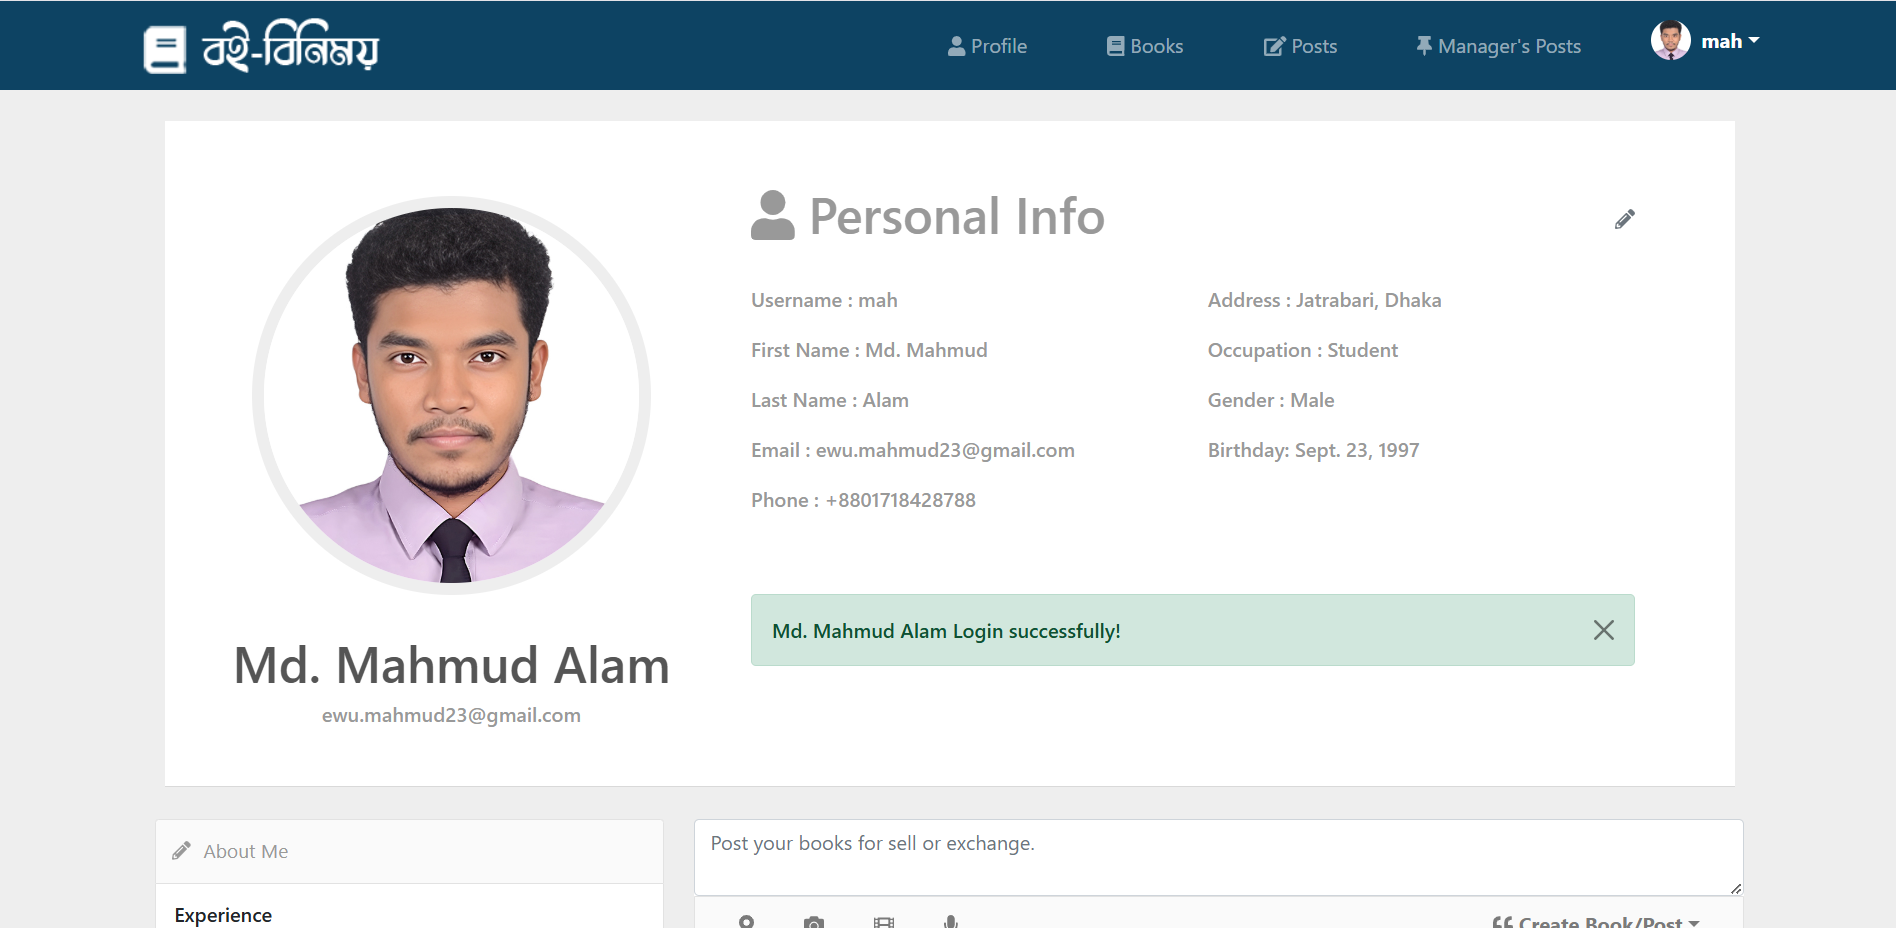 বই-বিনিময়
Profile
Books
Posts
Manager's Posts
mah
Personal Info
Username : mah
Address : Jatrabari, Dhaka
First Name : Md. Mahmud
Occupation : Student
Last Name : Alam
Gender : Male
Email : ewu.mahmud23@gmail.com
Birthday: Sept. 23, 1997
Phone : +8801718428788
Md. Mahmud Alam Login successfully!
Md. Mahmud Alam
ewu.mahmud23@gmail.com
About Me
Experience
Post your books for sell or exchange.
Create Book/Post